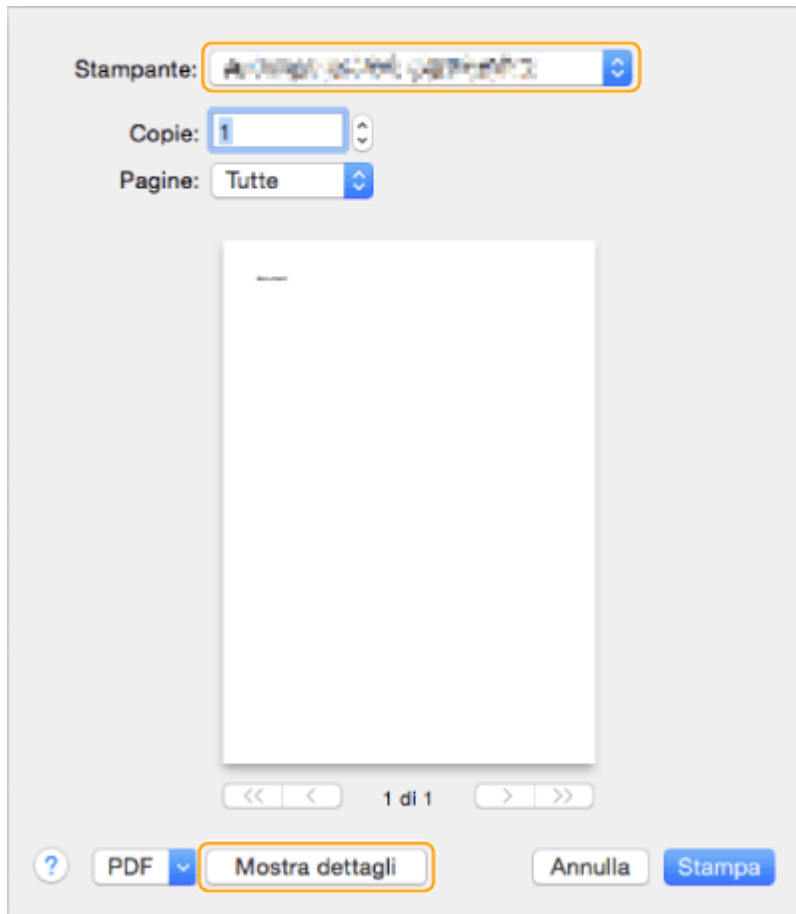 Stampante:
Copie: 1
Pagine: Tutte
1 di 1
? PDF Mostra dettagli Annulla Stampa